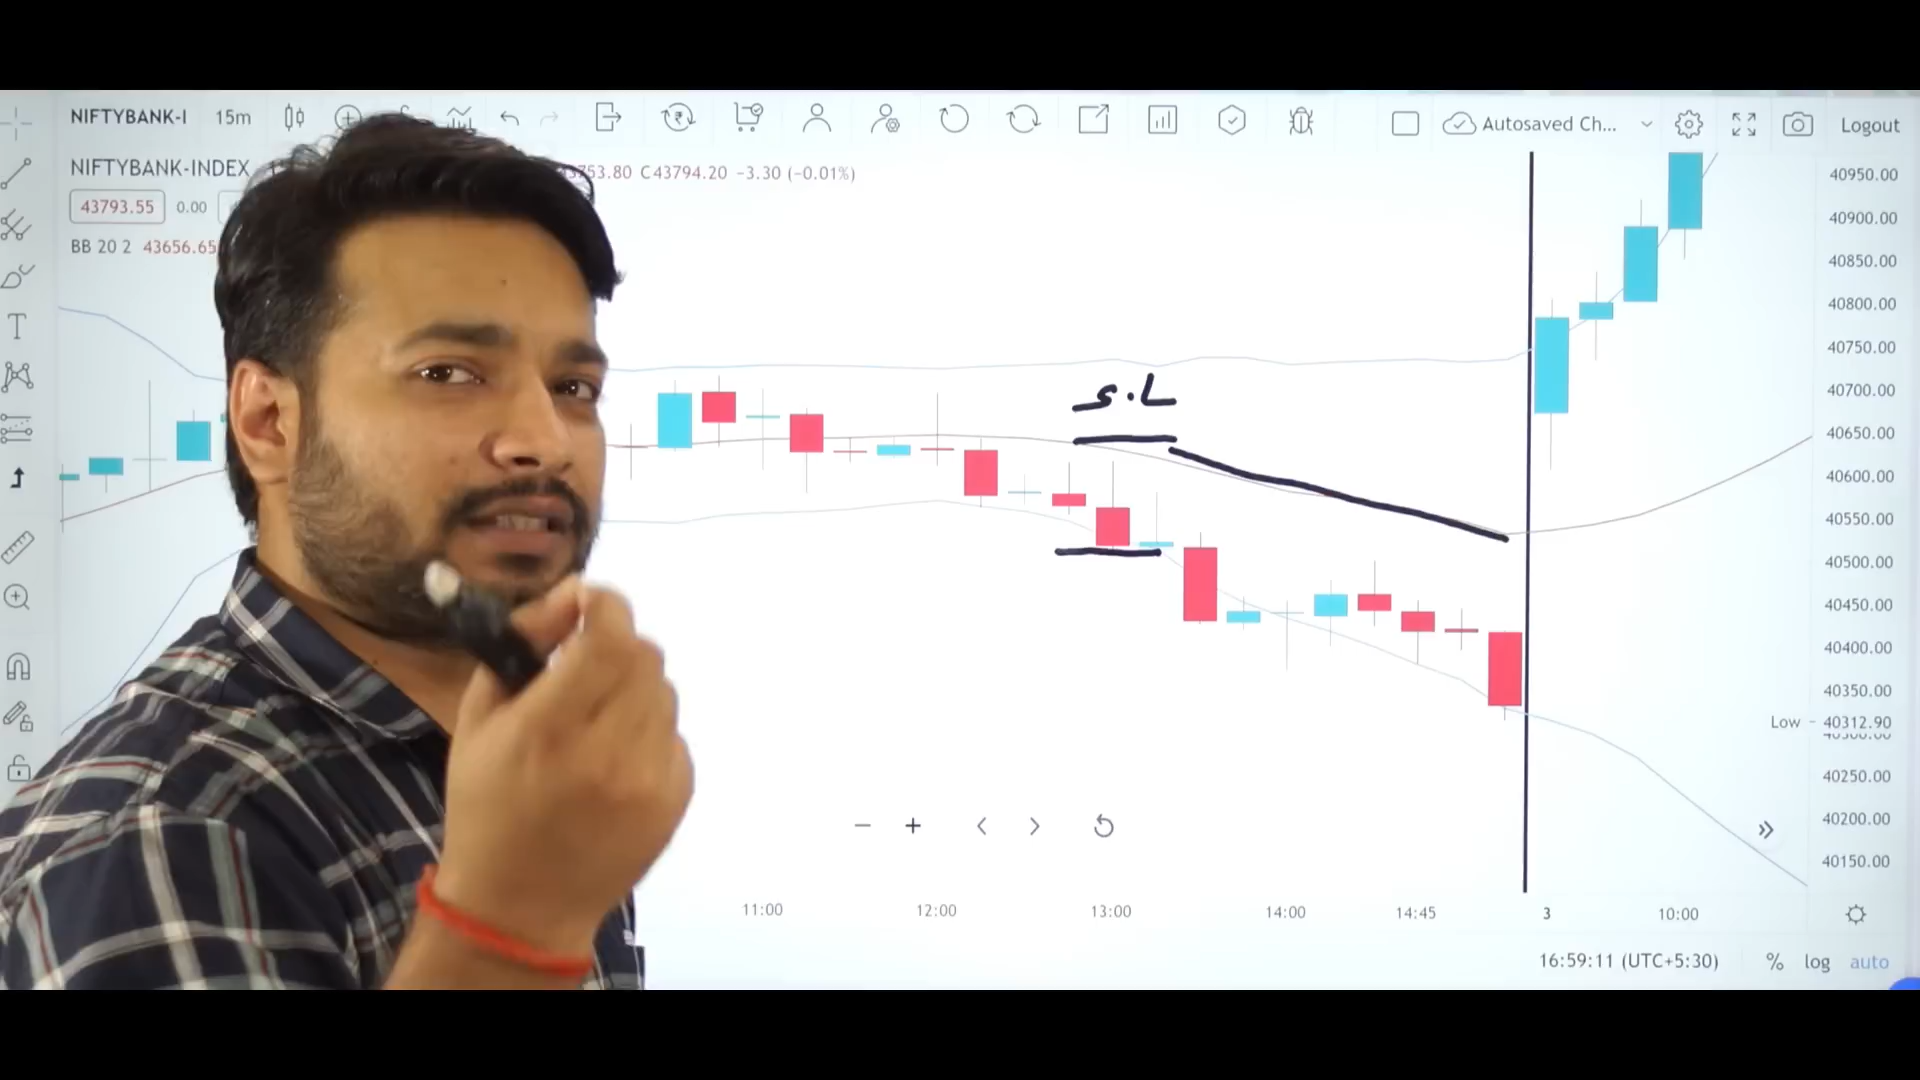 NIFTYBANK-I 15m
Autosaved Ch... Logout
NIFTYBANK-INDEX
53.80 C43794.20 −3.30 (−0.01%)
43793.55 0.00
BB 20 2 43656.65
S.L
40950.00
40900.00
40850.00
40800.00
40750.00
40700.00
40650.00
40600.00
40550.00
40500.00
40450.00
40400.00
40350.00
Low 40312.90
40300.00
40250.00
40200.00
40150.00
11:00 12:00 13:00 14:00 14:45 3 10:00
16:59:11 (UTC+5:30) % log auto